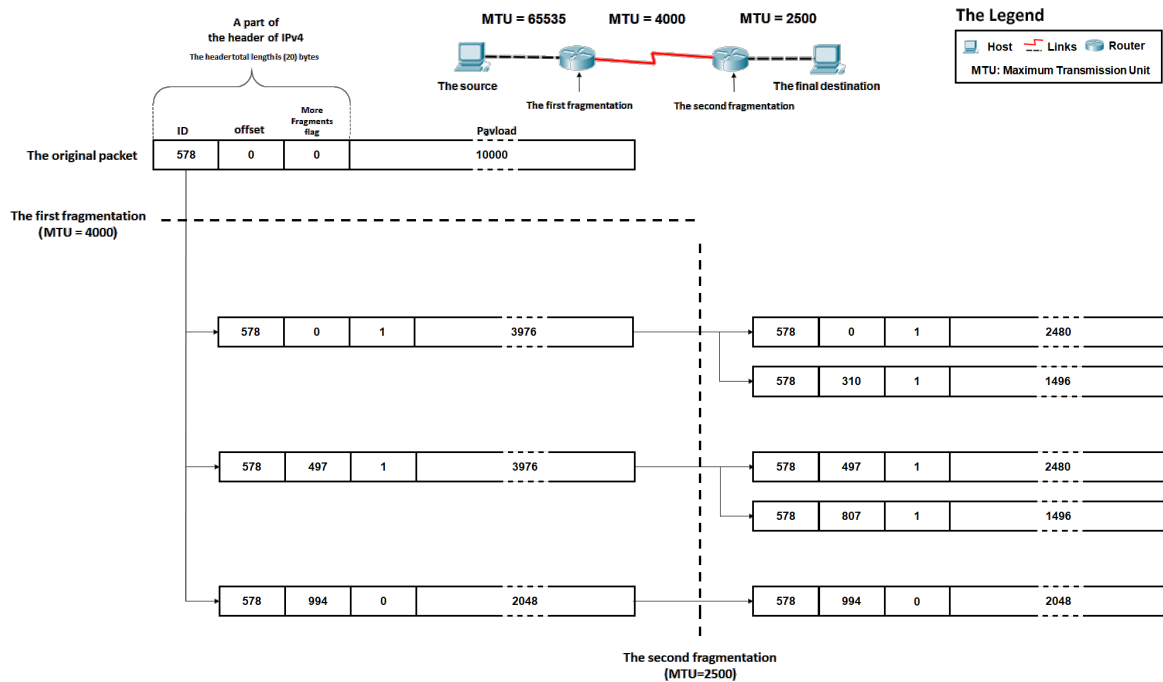 MTU = 65535 MTU = 4000 MTU = 2500
The Legend
Host Links Router
MTU: Maximum Transmission Unit
A part of
the header of IPv4
The headertotal length is (20) bytes
The source
The first fragmentation
The second fragmentation
The final destination
ID offset More Fragments flag Payload
The original packet 578 0 0 10000
The first fragmentation
(MTU = 4000)
578 0 1 3976
578 0 1 2480
578 310 1 1496
578 497 1 3976
578 497 1 2480
578 807 1 1496
578 994 0 2048
578 994 0 2048
The second fragmentation
(MTU=2500)